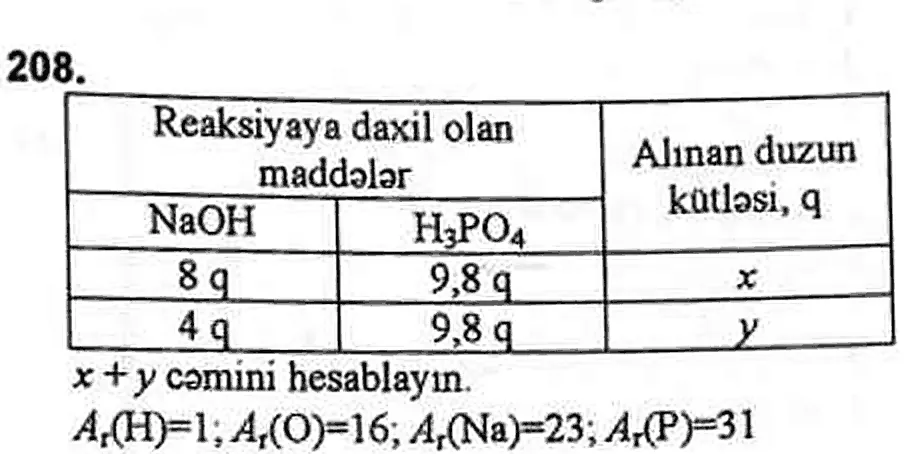 208.
Reaksiyaya daxil olan
maddələr
Alınan duzun
kütləsi, q
NaOH
H₃PO₄
8 q
9,8 q
x
4 q
9,8 q
y
x + y cəmini hesablayın.
Aᵣ(H)=1; Aᵣ(O)=16; Aᵣ(Na)=23; Aᵣ(P)=31